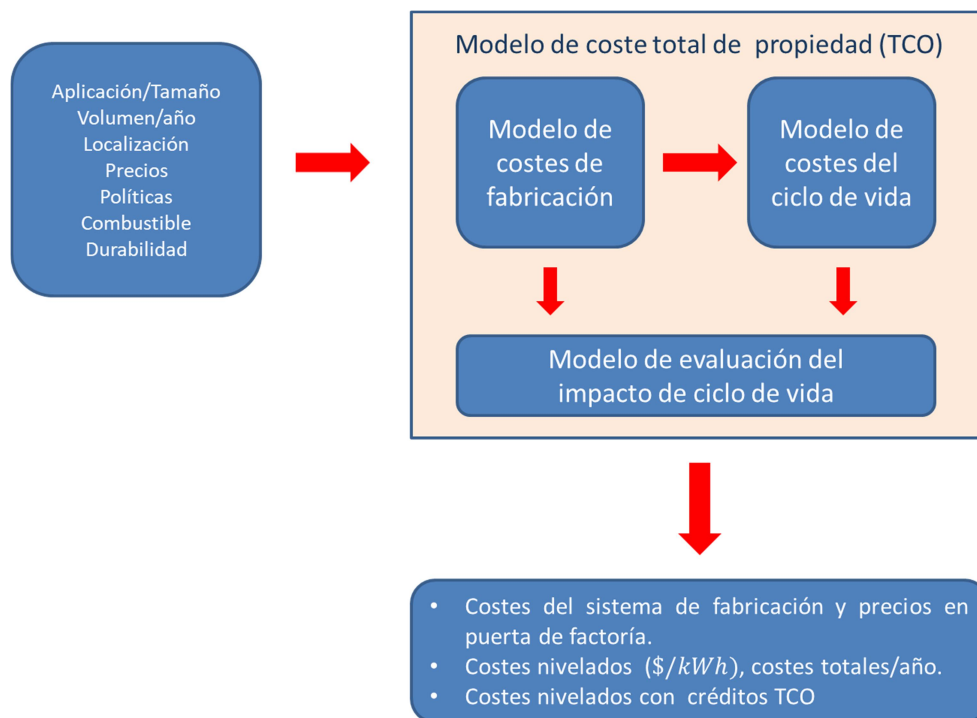 Aplicación/Tamaño
Volumen/año
Localización
Precios
Políticas
Combustible
Durabilidad
Modelo de coste total de propiedad (TCO)
Modelo de
costes de
fabricación
Modelo de
costes del
ciclo de vida
Modelo de evaluación del
impacto de ciclo de vida
• Costes del sistema de fabricación y precios en
puerta de factoría.
• Costes nivelados ($/kWh), costes totales/año.
• Costes nivelados con créditos TCO